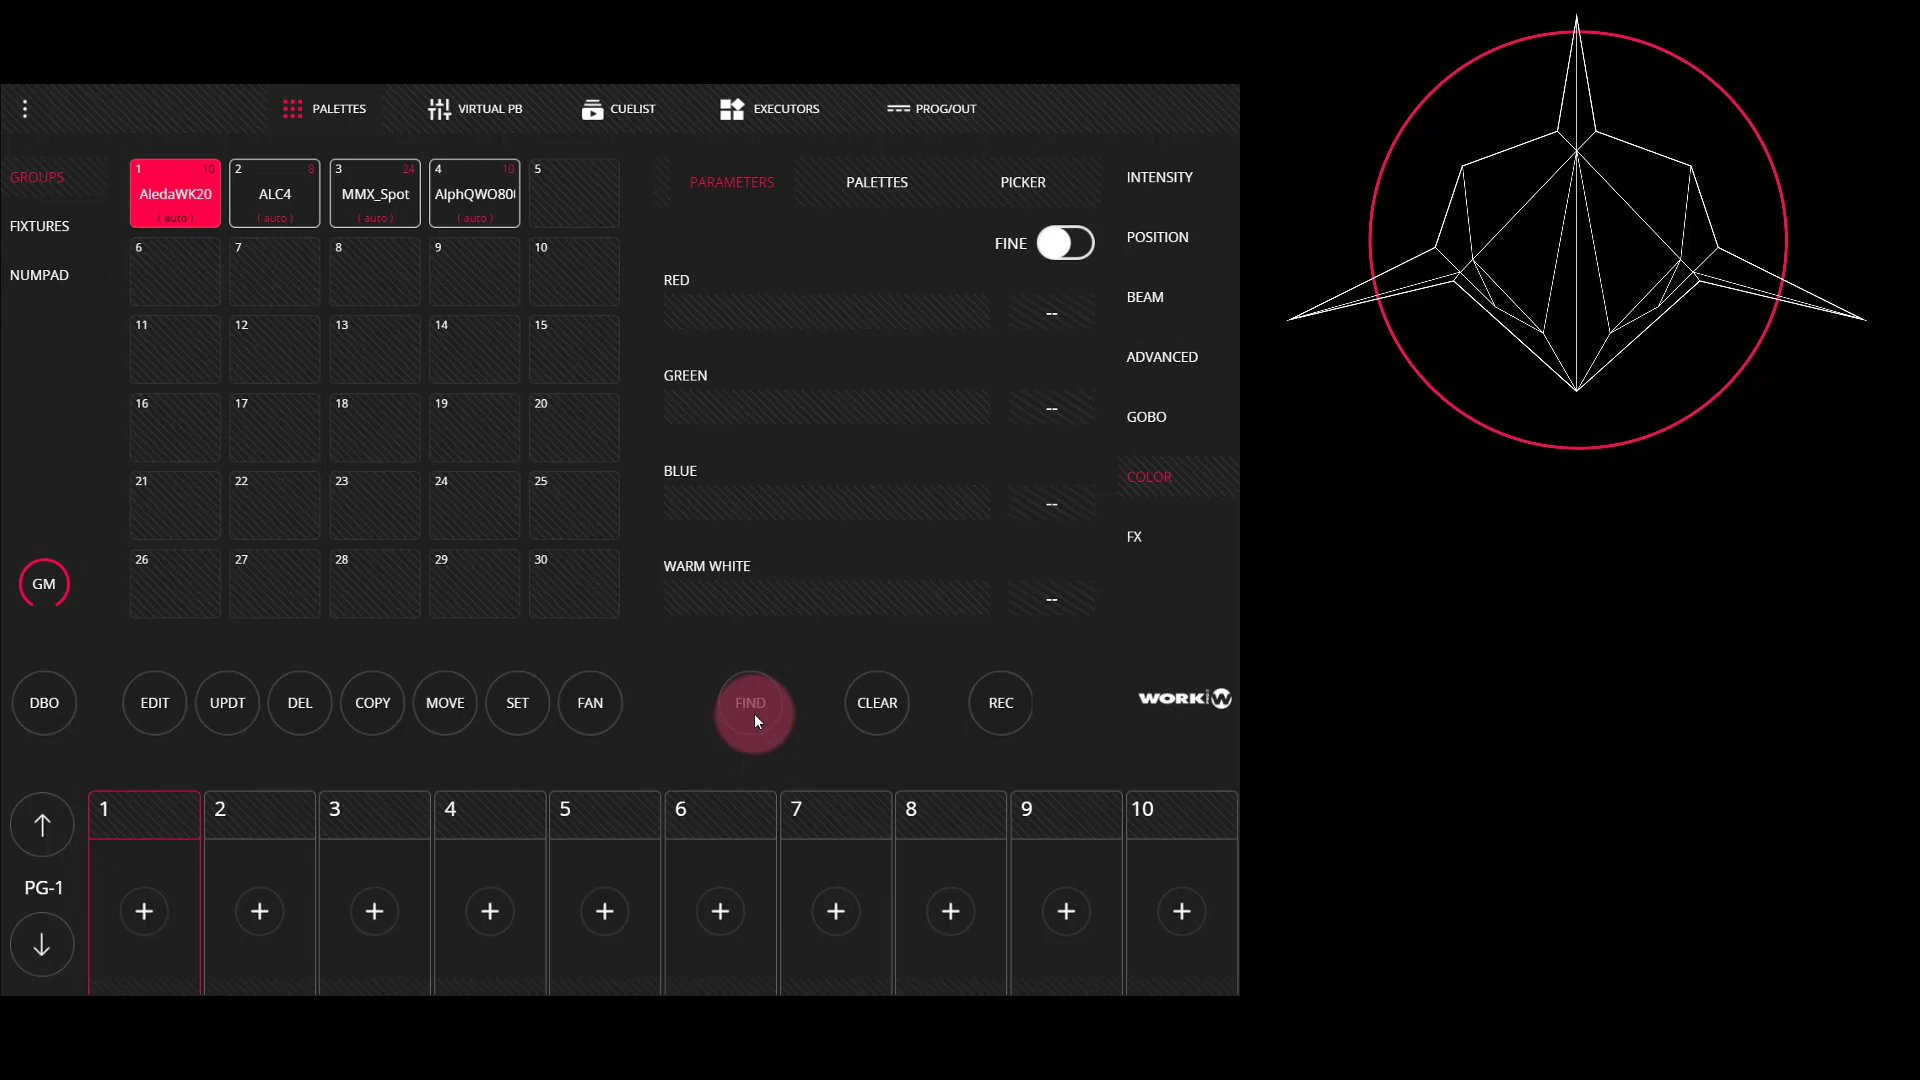 PALETTES
VIRTUAL PB
CUELIST
EXECUTORS
PROG/OUT
GROUPS
FIXTURES
NUMPAD
1 10
AledaWK20
( auto )
2 8
ALC4
( auto )
3 24
MMX_Spot
( auto )
4 10
AlphQWO80
( auto )
5
6 7 8 9 10
11 12 13 14 15
16 17 18 19 20
21 22 23 24 25
26 27 28 29 30
PARAMETERS
PALETTES
PICKER
FINE
RED
--
GREEN
--
BLUE
--
WARM WHITE
--
INTENSITY
POSITION
BEAM
ADVANCED
GOBO
COLOR
FX
GM
DBO
EDIT
UPDT
DEL
COPY
MOVE
SET
FAN
FIND
CLEAR
REC
WORK
PG-1
1 2 3 4 5 6 7 8 9 10
+ + + + + + + + + +